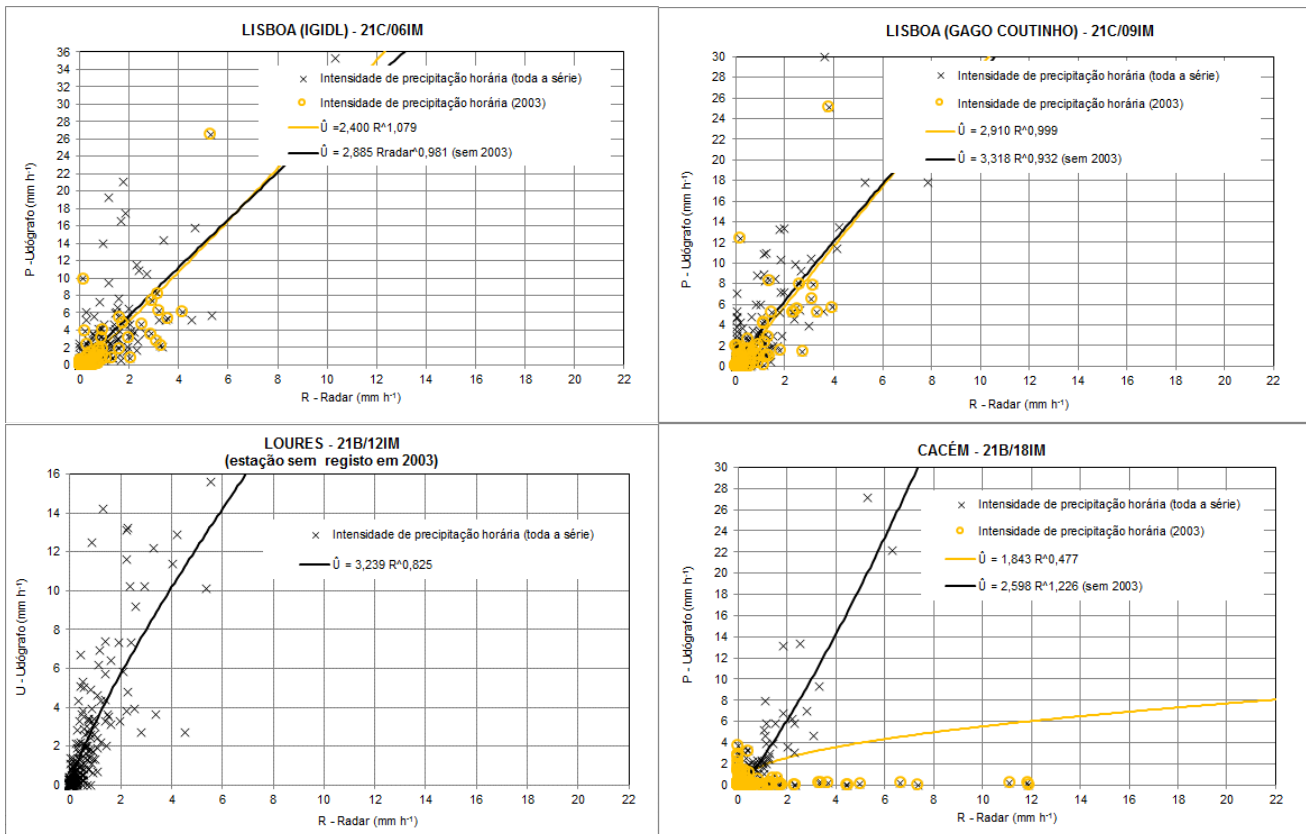 LISBOA (IGIDL) - 21C/06IM
36
34
32
30
28
26
24
22
20
18
16
14
12
10
8
6
4
2
0
P - Udógrafo (mm h⁻¹)
Intensidade de precipitação horária (toda a série)
Intensidade de precipitação horária (2003)
Û =2,400 R^1,079
Û = 2,885 Rradar^0,981 (sem 2003)
0 2 4 6 8 10 12 14 16 18 20 22
R - Radar (mm h⁻¹)
LISBOA (GAGO COUTINHO) - 21C/09IM
30
28
26
24
22
20
18
16
14
12
10
8
6
4
2
0
P - Udógrafo (mm h⁻¹)
Intensidade de precipitação horária (toda a série)
Intensidade de precipitação horária (2003)
Û = 2,910 R^0,999
Û = 3,318 R^0,932 (sem 2003)
0 2 4 6 8 10 12 14 16 18 20 22
R - Radar (mm h⁻¹)
LOURES - 21B/12IM
(estação sem registo em 2003)
16
14
12
10
8
6
4
2
0
U - Udógrafo (mm h⁻¹)
Intensidade de precipitação horária (toda a série)
Û = 3,239 R^0,825
0 2 4 6 8 10 12 14 16 18 20 22
R - Radar (mm h⁻¹)
CACÉM - 21B/18IM
30
28
26
24
22
20
18
16
14
12
10
8
6
4
2
0
P - Udógrafo (mm h⁻¹)
Intensidade de precipitação horária (toda a série)
Intensidade de precipitação horária (2003)
Û = 1,843 R^0,477
Û = 2,598 R^1,226 (sem 2003)
0 2 4 6 8 10 12 14 16 18 20 22
R - Radar (mm h⁻¹)